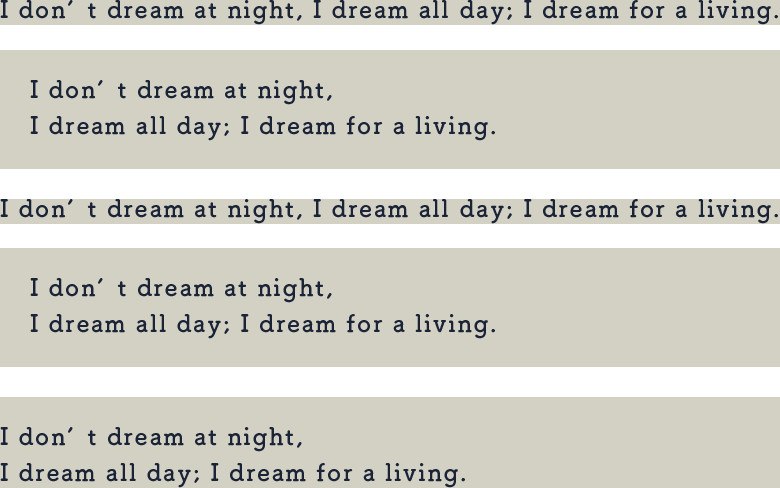 I don’ t dream at night, I dream all day; I dream for a living.
I don’ t dream at night,
I dream all day; I dream for a living.
I don’ t dream at night, I dream all day; I dream for a living.
I don’ t dream at night,
I dream all day; I dream for a living.
I don’ t dream at night,
I dream all day; I dream for a living.